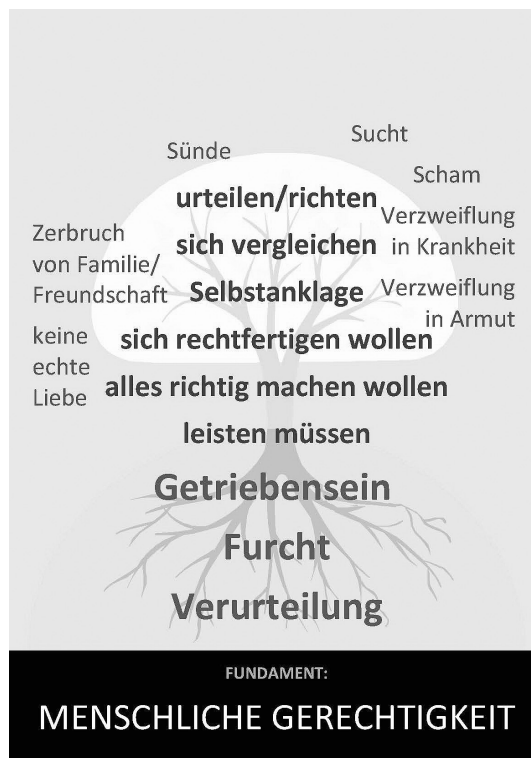 Sucht
Sünde
Scham
urteilen/richten
Verzweiflung
in Krankheit
Zerbruch
von Familie/
Freundschaft
sich vergleichen
Selbstanklage
Verzweiflung
in Armut
keine
echte
Liebe
sich rechtfertigen wollen
alles richtig machen wollen
leisten müssen
Getriebensein
Furcht
Verurteilung
FUNDAMENT:
MENSCHLICHE GERECHTIGKEIT